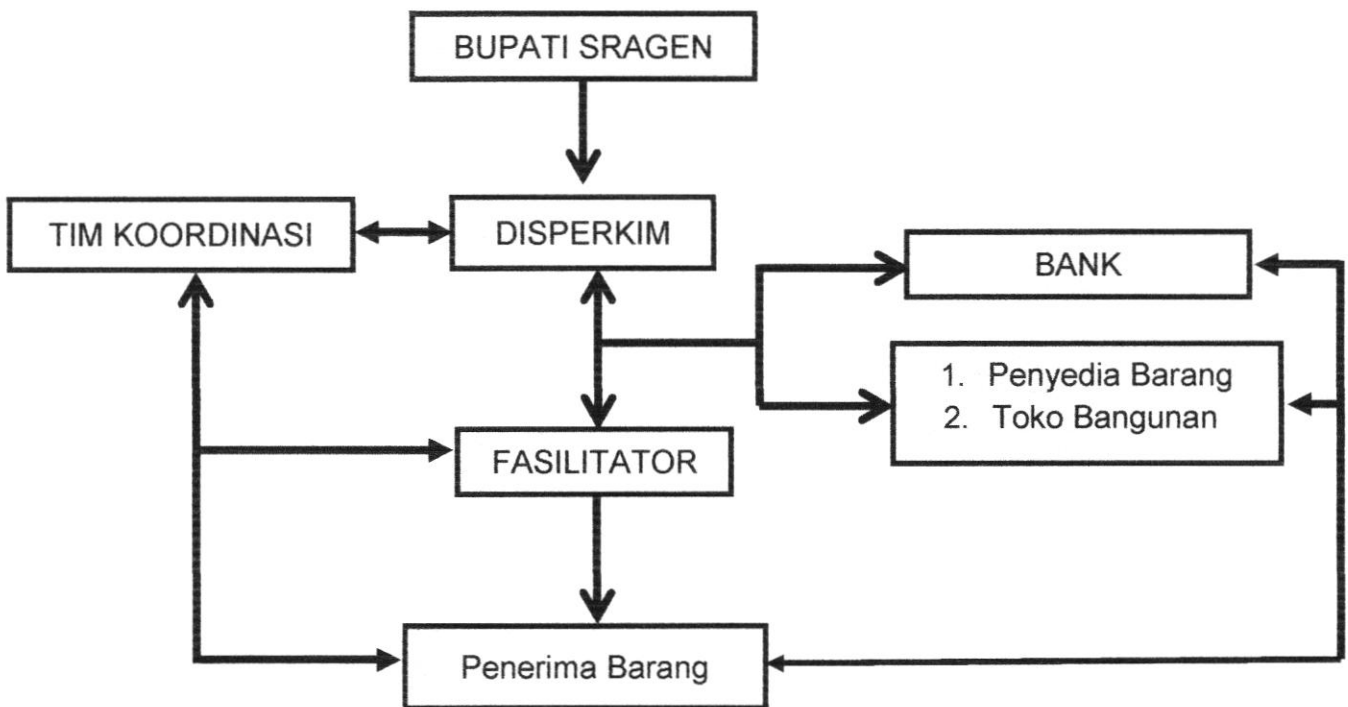 BUPATI SRAGEN
TIM KOORDINASI
DISPERKIM
BANK
1. Penyedia Barang
2. Toko Bangunan
FASILITATOR
Penerima Barang